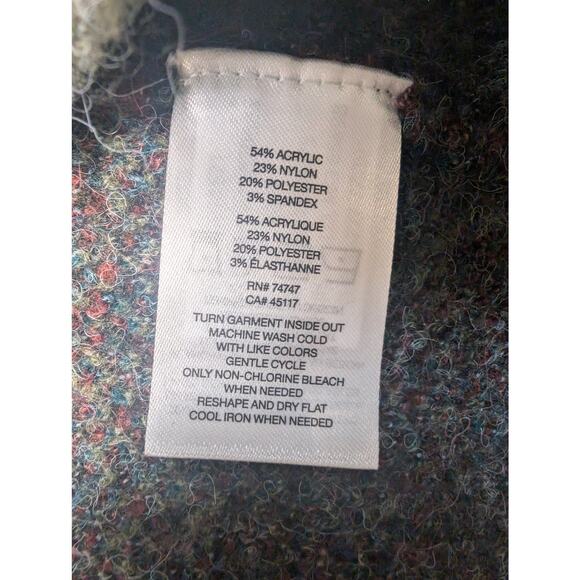 54% ACRYLIC
23% NYLON
20% POLYESTER
3% SPANDEX
54% ACRYLIQUE
23% NYLON
20% POLYESTER
3% ÉLASTHANNE
RN# 74747
CA# 45117
TURN GARMENT INSIDE OUT
MACHINE WASH COLD
WITH LIKE COLORS
GENTLE CYCLE
ONLY NON-CHLORINE BLEACH
WHEN NEEDED
RESHAPE AND DRY FLAT
COOL IRON WHEN NEEDED